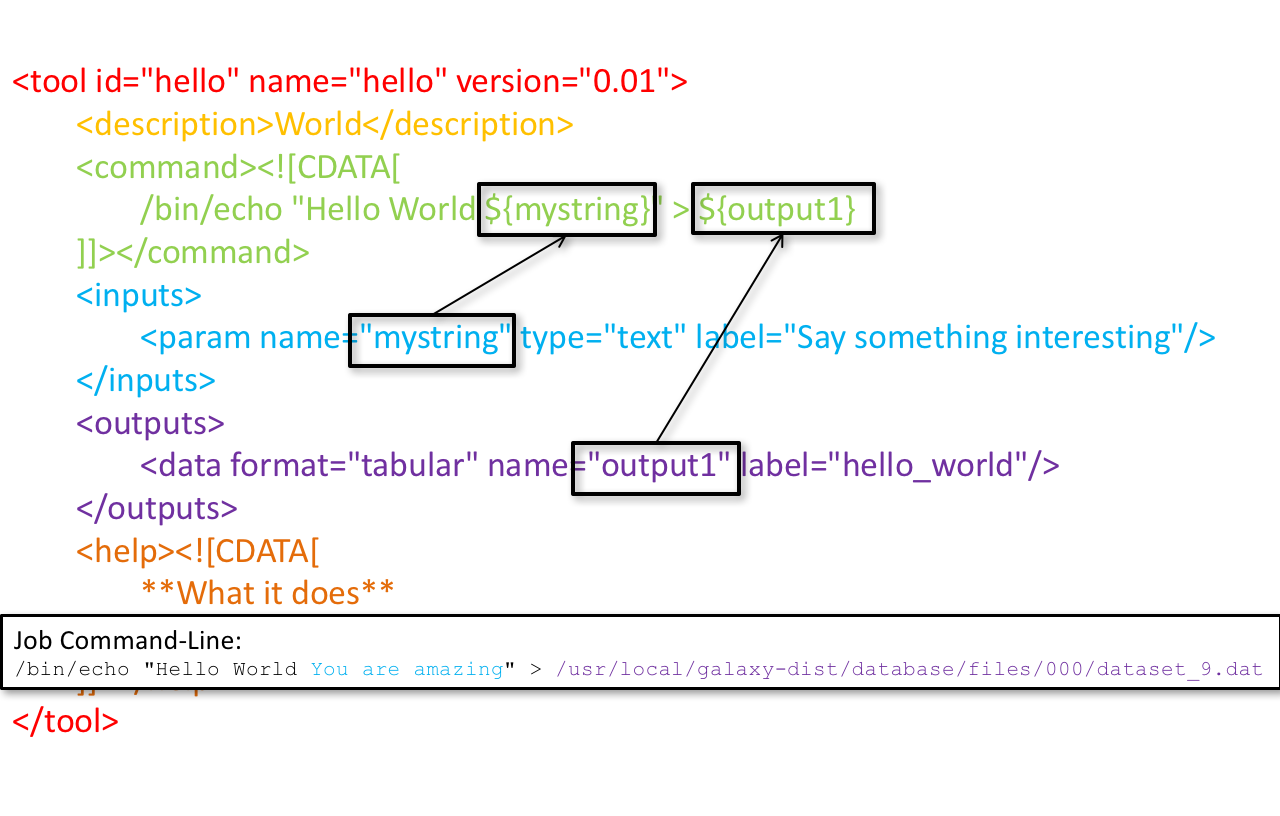 <tool id="hello" name="hello" version="0.01">
<description>World</description>
<command><![CDATA[
/bin/echo "Hello World ${mystring}" > ${output1}
]]></command>
<inputs>
<param name="mystring" type="text" label="Say something interesting"/>
</inputs>
<outputs>
<data format="tabular" name="output1" label="hello_world"/>
</outputs>
<help><![CDATA[
**What it does**
Job Command-Line:
/bin/echo "Hello World You are amazing" > /usr/local/galaxy-dist/database/files/000/dataset_9.dat
</tool>